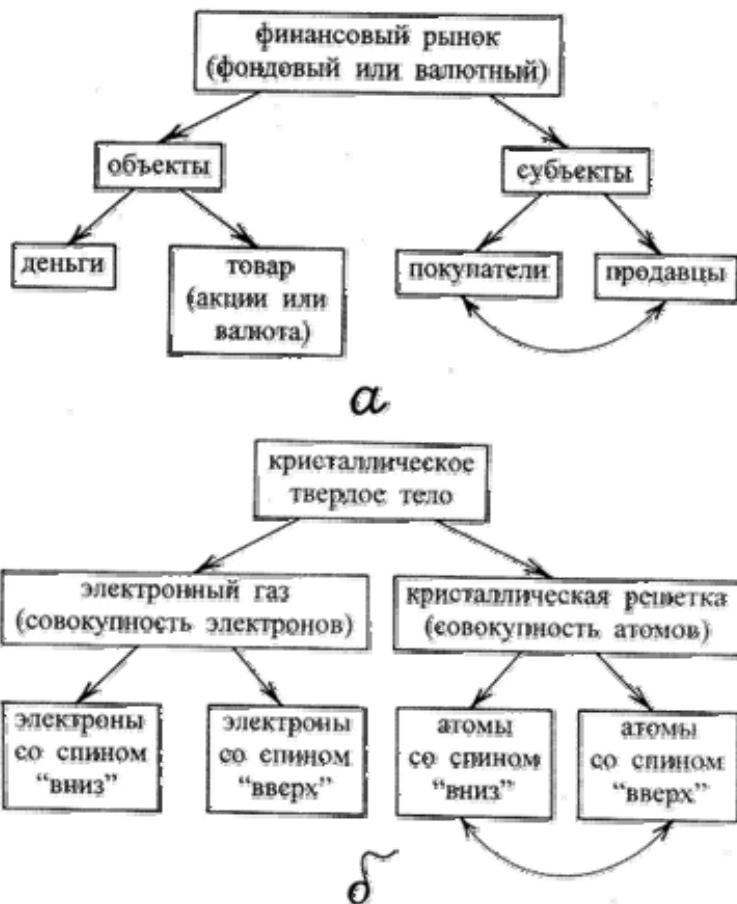 финансовый рынок
(фондовый или валютный)
объекты
субъекты
деньги
товар
(акции или
валюта)
покупатели
продавцы
а
кристаллическое
твердое тело
электронный газ
(совокупность электронов)
кристаллическая решетка
(совокупность атомов)
электроны
со спином
“вниз”
электроны
со спином
“вверх”
атомы
со спином
“вниз”
атомы
со спином
“вверх”
б